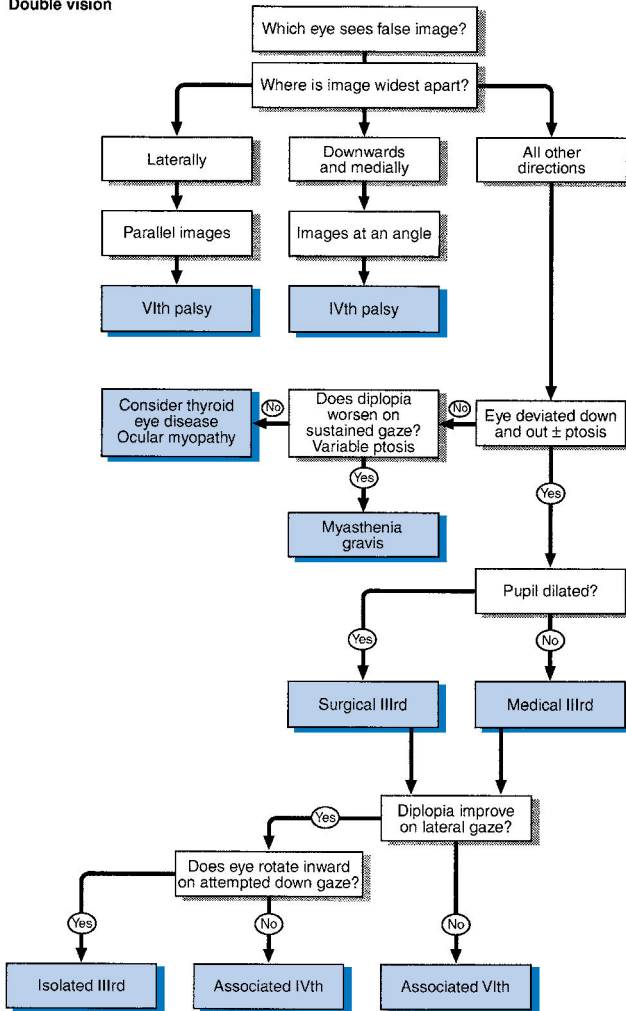 Double vision
Which eye sees false image?
Where is image widest apart?
Laterally
Downwards
and medially
All other
directions
Parallel images
Images at an angle
VIth palsy
IVth palsy
Consider thyroid
eye disease
Ocular myopathy
No
Does diplopia
worsen on
sustained gaze?
Variable ptosis
No
Eye deviated down
and out ± ptosis
Yes
Yes
Myasthenia
gravis
Pupil dilated?
Yes
No
Surgical IIIrd
Medical IIIrd
Yes
Diplopia improve
on lateral gaze?
Does eye rotate inward
on attempted down gaze?
Yes
No
No
Isolated IIIrd
Associated IVth
Associated VIth